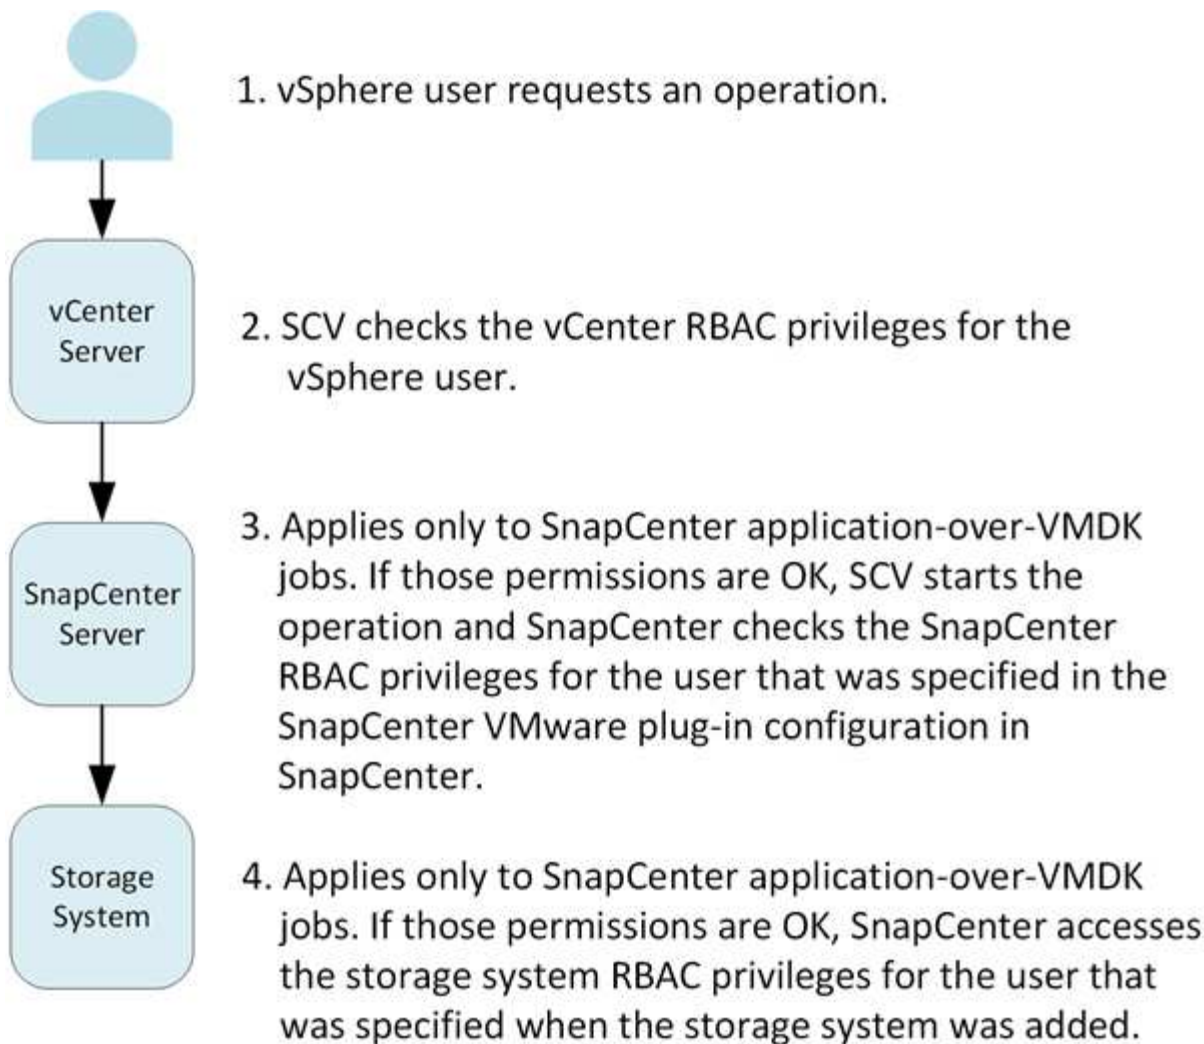 1. vSphere user requests an operation.
vCenter
Server
2. SCV checks the vCenter RBAC privileges for the
vSphere user.
SnapCenter
Server
3. Applies only to SnapCenter application-over-VMDK
jobs. If those permissions are OK, SCV starts the
operation and SnapCenter checks the SnapCenter
RBAC privileges for the user that was specified in the
SnapCenter VMware plug-in configuration in
SnapCenter.
Storage
System
4. Applies only to SnapCenter application-over-VMDK
jobs. If those permissions are OK, SnapCenter accesses
the storage system RBAC privileges for the user that
was specified when the storage system was added.